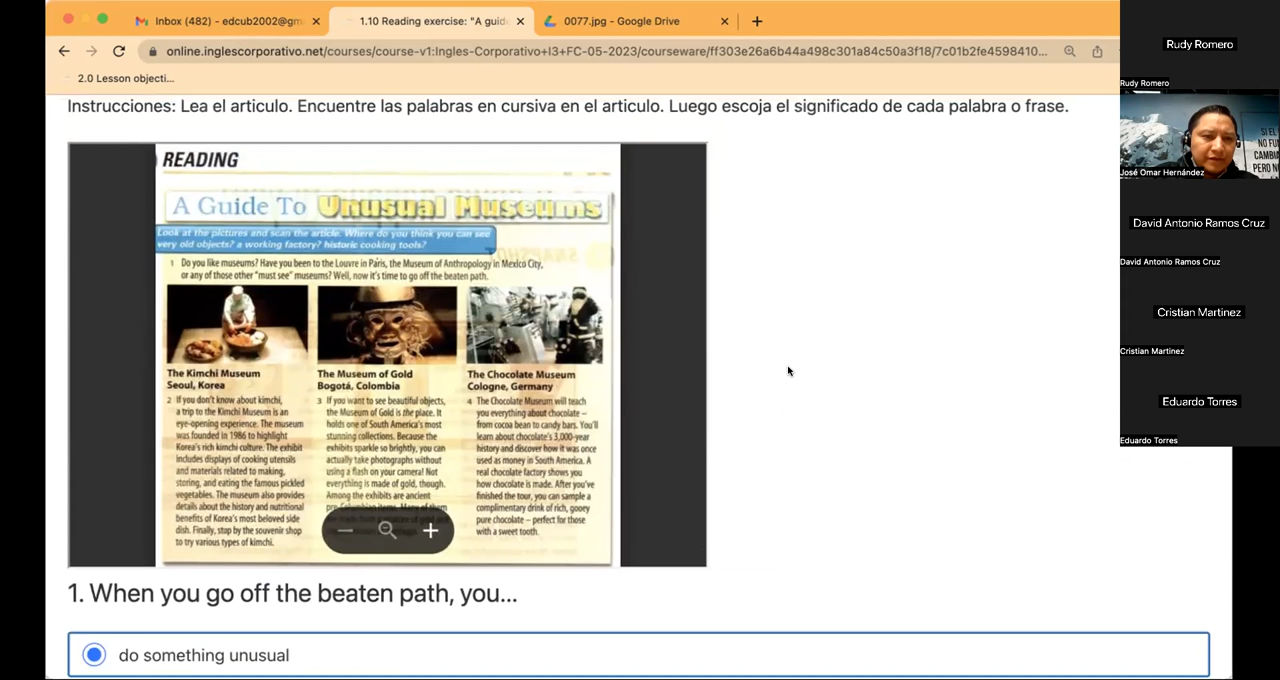 Inbox (482) - edcub2002@gm
1.10 Reading exercise: "A guid
0077.jpg - Google Drive
online.inglescorporativo.net/courses/course-v1:Ingles-Corporativo+I3+FC-05-2023/courseware/ff303e26a6b44a498c301a84c50a3f18/7c01b2fe4598410...
2.0 Lesson objecti...
Instrucciones: Lea el articulo. Encuentre las palabras en cursiva en el articulo. Luego escoja el significado de cada palabra o frase.
READING
A Guide To Unusual Museums
Look at the pictures and scan the article. Where do you think you can see
very old objects? a working factory? historic cooking tools?
1 Do you like museums? Have you been to the Louvre in Paris, the Museum of Anthropology in Mexico City,
or any of those other "must see" museums? Well, now it's time to go off the beaten path.
The Kimchi Museum
Seoul, Korea
2 If you don't know about kimchi,
a trip to the Kimchi Museum is an
eye-opening experience. The museum
was founded in 1986 to highlight
Korea's rich kimchi culture. The exhibit
includes displays of cooking utensils
and materials related to making,
storing, and eating the famous pickled
vegetables. The museum also provides
details about the history and nutritional
benefits of Korea's most beloved side
dish. Finally, stop by the souvenir shop
to try various types of kimchi.
The Museum of Gold
Bogotá, Colombia
3 If you want to see beautiful objects,
the Museum of Gold is the place. It
holds one of South America's most
stunning collections. Because the
exhibits sparkle so brightly, you can
actually take photographs without
using a flash on your camera! Not
everything is made of gold, though.
Among the exhibits are ancient
pre-Columbian items. Many of them
The Chocolate Museum
Cologne, Germany
4 The Chocolate Museum will teach
you everything about chocolate –
from cocoa bean to candy bars. You'll
learn about chocolate's 3,000-year
history and discover how it was once
used as money in South America. A
real chocolate factory shows you
how chocolate is made. After you've
finished the tour, you can sample a
complimentary drink of rich, gooey
pure chocolate – perfect for those
with a sweet tooth.
1. When you go off the beaten path, you...
do something unusual
Rudy Romero
Rudy Romero
SI EL
NO FU
CAMBIA
PERO N
José Omar Hernández
David Antonio Ramos Cruz
David Antonio Ramos Cruz
Cristian Martinez
Cristian Martinez
Eduardo Torres
Eduardo Torres